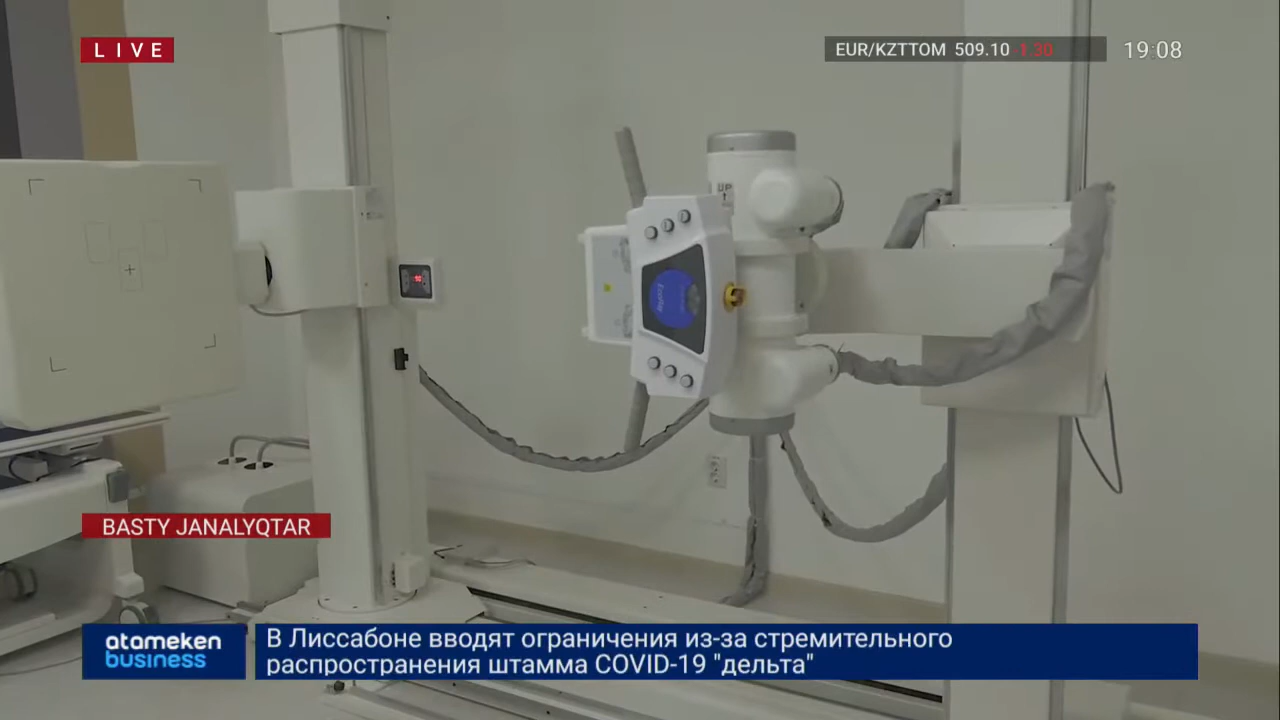 LIVE
EUR/KZTTOM 509.10 -1.30
19:08
UP
BASTY JANALYQTAR
atameken
business
В Лиссабоне вводят ограничения из-за стремительного
распространения штамма COVID-19 "дельта"